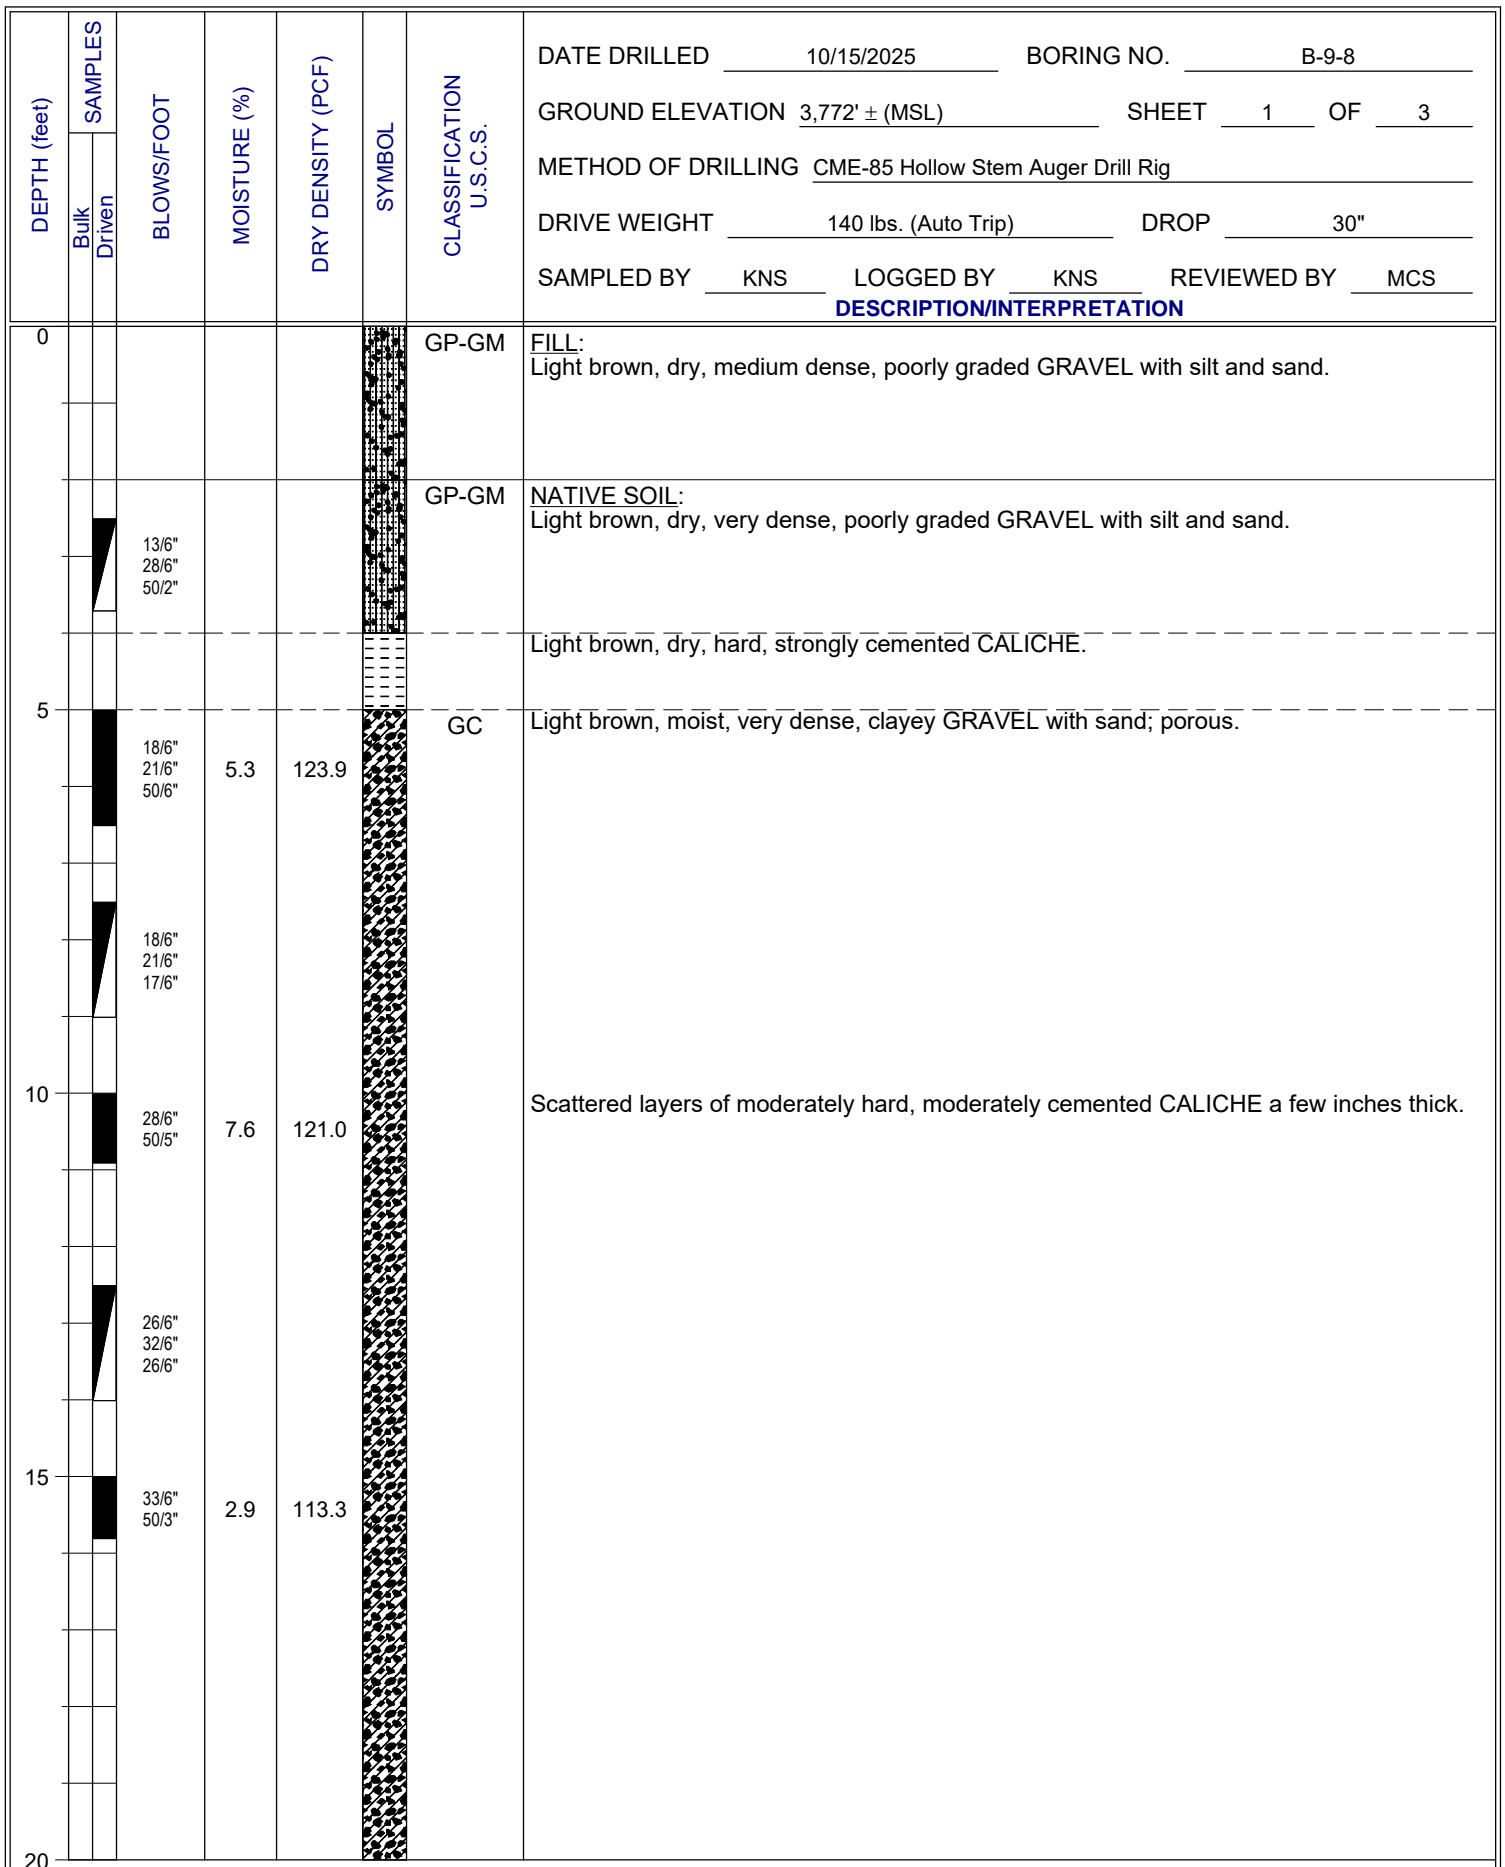 DEPTH (feet)
SAMPLES
Bulk
Driven
BLOWS/FOOT
MOISTURE (%)
DRY DENSITY (PCF)
SYMBOL
CLASSIFICATION
U.S.C.S.
DATE DRILLED 10/15/2025 BORING NO. B-9-8
GROUND ELEVATION 3,772' ± (MSL) SHEET 1 OF 3
METHOD OF DRILLING CME-85 Hollow Stem Auger Drill Rig
DRIVE WEIGHT 140 lbs. (Auto Trip) DROP 30"
SAMPLED BY KNS LOGGED BY KNS REVIEWED BY MCS
DESCRIPTION/INTERPRETATION
0 GP-GM FILL:
Light brown, dry, medium dense, poorly graded GRAVEL with silt and sand.
GP-GM NATIVE SOIL:
Light brown, dry, very dense, poorly graded GRAVEL with silt and sand.
13/6"
28/6"
50/2"
Light brown, dry, hard, strongly cemented CALICHE.
5 GC Light brown, moist, very dense, clayey GRAVEL with sand; porous.
18/6"
21/6" 5.3 123.9
50/6"
18/6"
21/6"
17/6"
10 Scattered layers of moderately hard, moderately cemented CALICHE a few inches thick.
28/6"
50/5" 7.6 121.0
26/6"
32/6"
26/6"
15
33/6"
50/3" 2.9 113.3
20